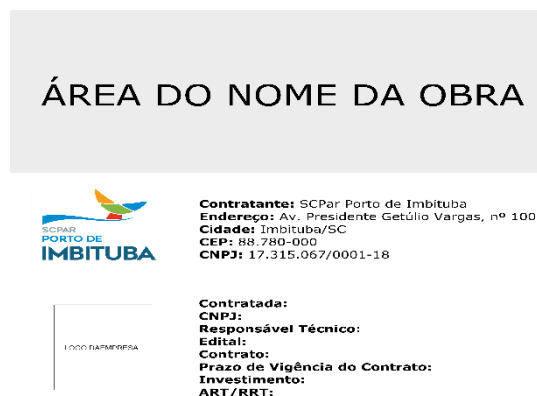 ÁREA DO NOME DA OBRA
SCPAR
PORTO DE
IMBITUBA
Contratante: SCPar Porto de Imbituba
Endereço: Av. Presidente Getúlio Vargas, nº 100
Cidade: Imbituba/SC
CEP: 88.780-000
CNPJ: 17.315.067/0001-18
LOGO DAEMPRESA
Contratada:
CNPJ:
Responsável Técnico:
Edital:
Contrato:
Prazo de Vigência do Contrato:
Investimento:
ART/RRT: